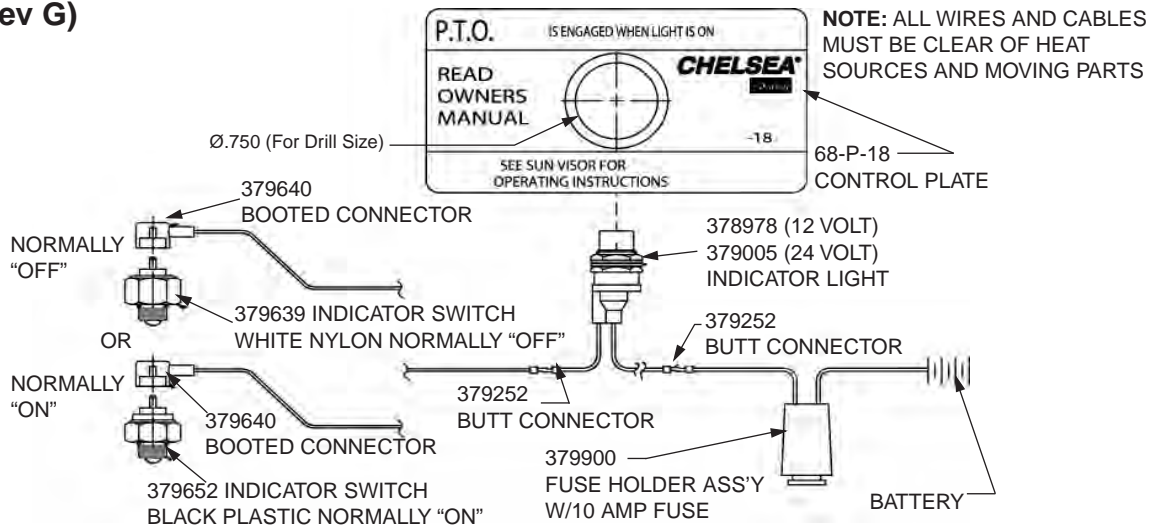 ev G)
P.T.O. IS ENGAGED WHEN LIGHT IS ON
READ
OWNERS
MANUAL
CHELSEA
-18
SEE SUN VISOR FOR
OPERATING INSTRUCTIONS
NOTE: ALL WIRES AND CABLES
MUST BE CLEAR OF HEAT
SOURCES AND MOVING PARTS
Ø.750 (For Drill Size)
68-P-18
CONTROL PLATE
379640
BOOTED CONNECTOR
NORMALLY
“OFF”
379639 INDICATOR SWITCH
WHITE NYLON NORMALLY “OFF”
OR
NORMALLY
“ON”
379640
BOOTED CONNECTOR
379652 INDICATOR SWITCH
BLACK PLASTIC NORMALLY “ON”
378978 (12 VOLT)
379005 (24 VOLT)
INDICATOR LIGHT
379252
BUTT CONNECTOR
379252
BUTT CONNECTOR
379900
FUSE HOLDER ASS'Y
W/10 AMP FUSE
BATTERY